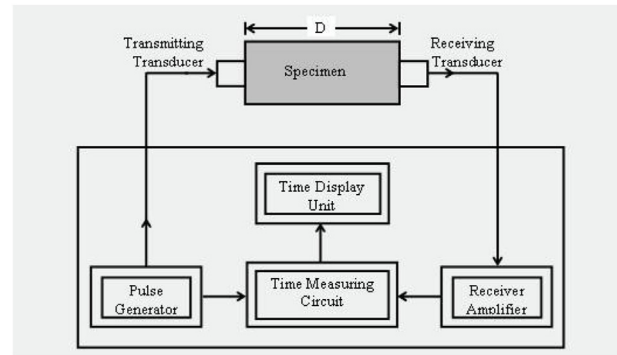 D
Transmitting
Transducer
Receiving
Transducer
Specimen
Time Display
Unit
Pulse
Generator
Time Measuring
Circuit
Receiver
Amplifier